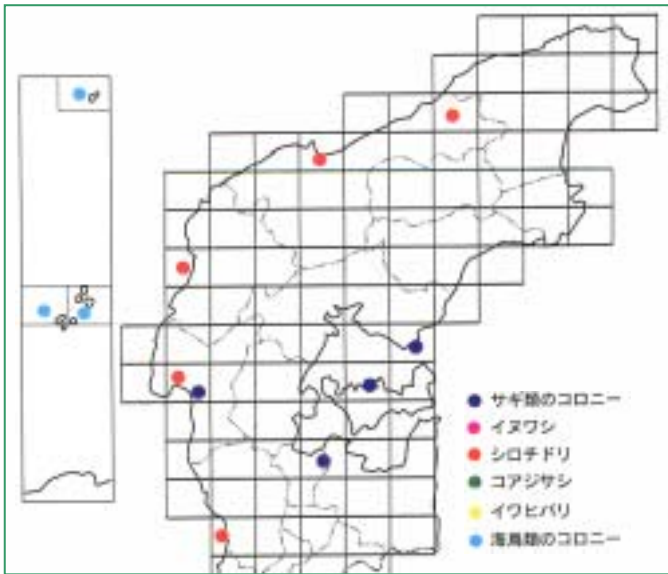 サギ類のコロニー
イヌワシ
シロチドリ
コアジサシ
イワヒバリ
海鳥類のコロニー